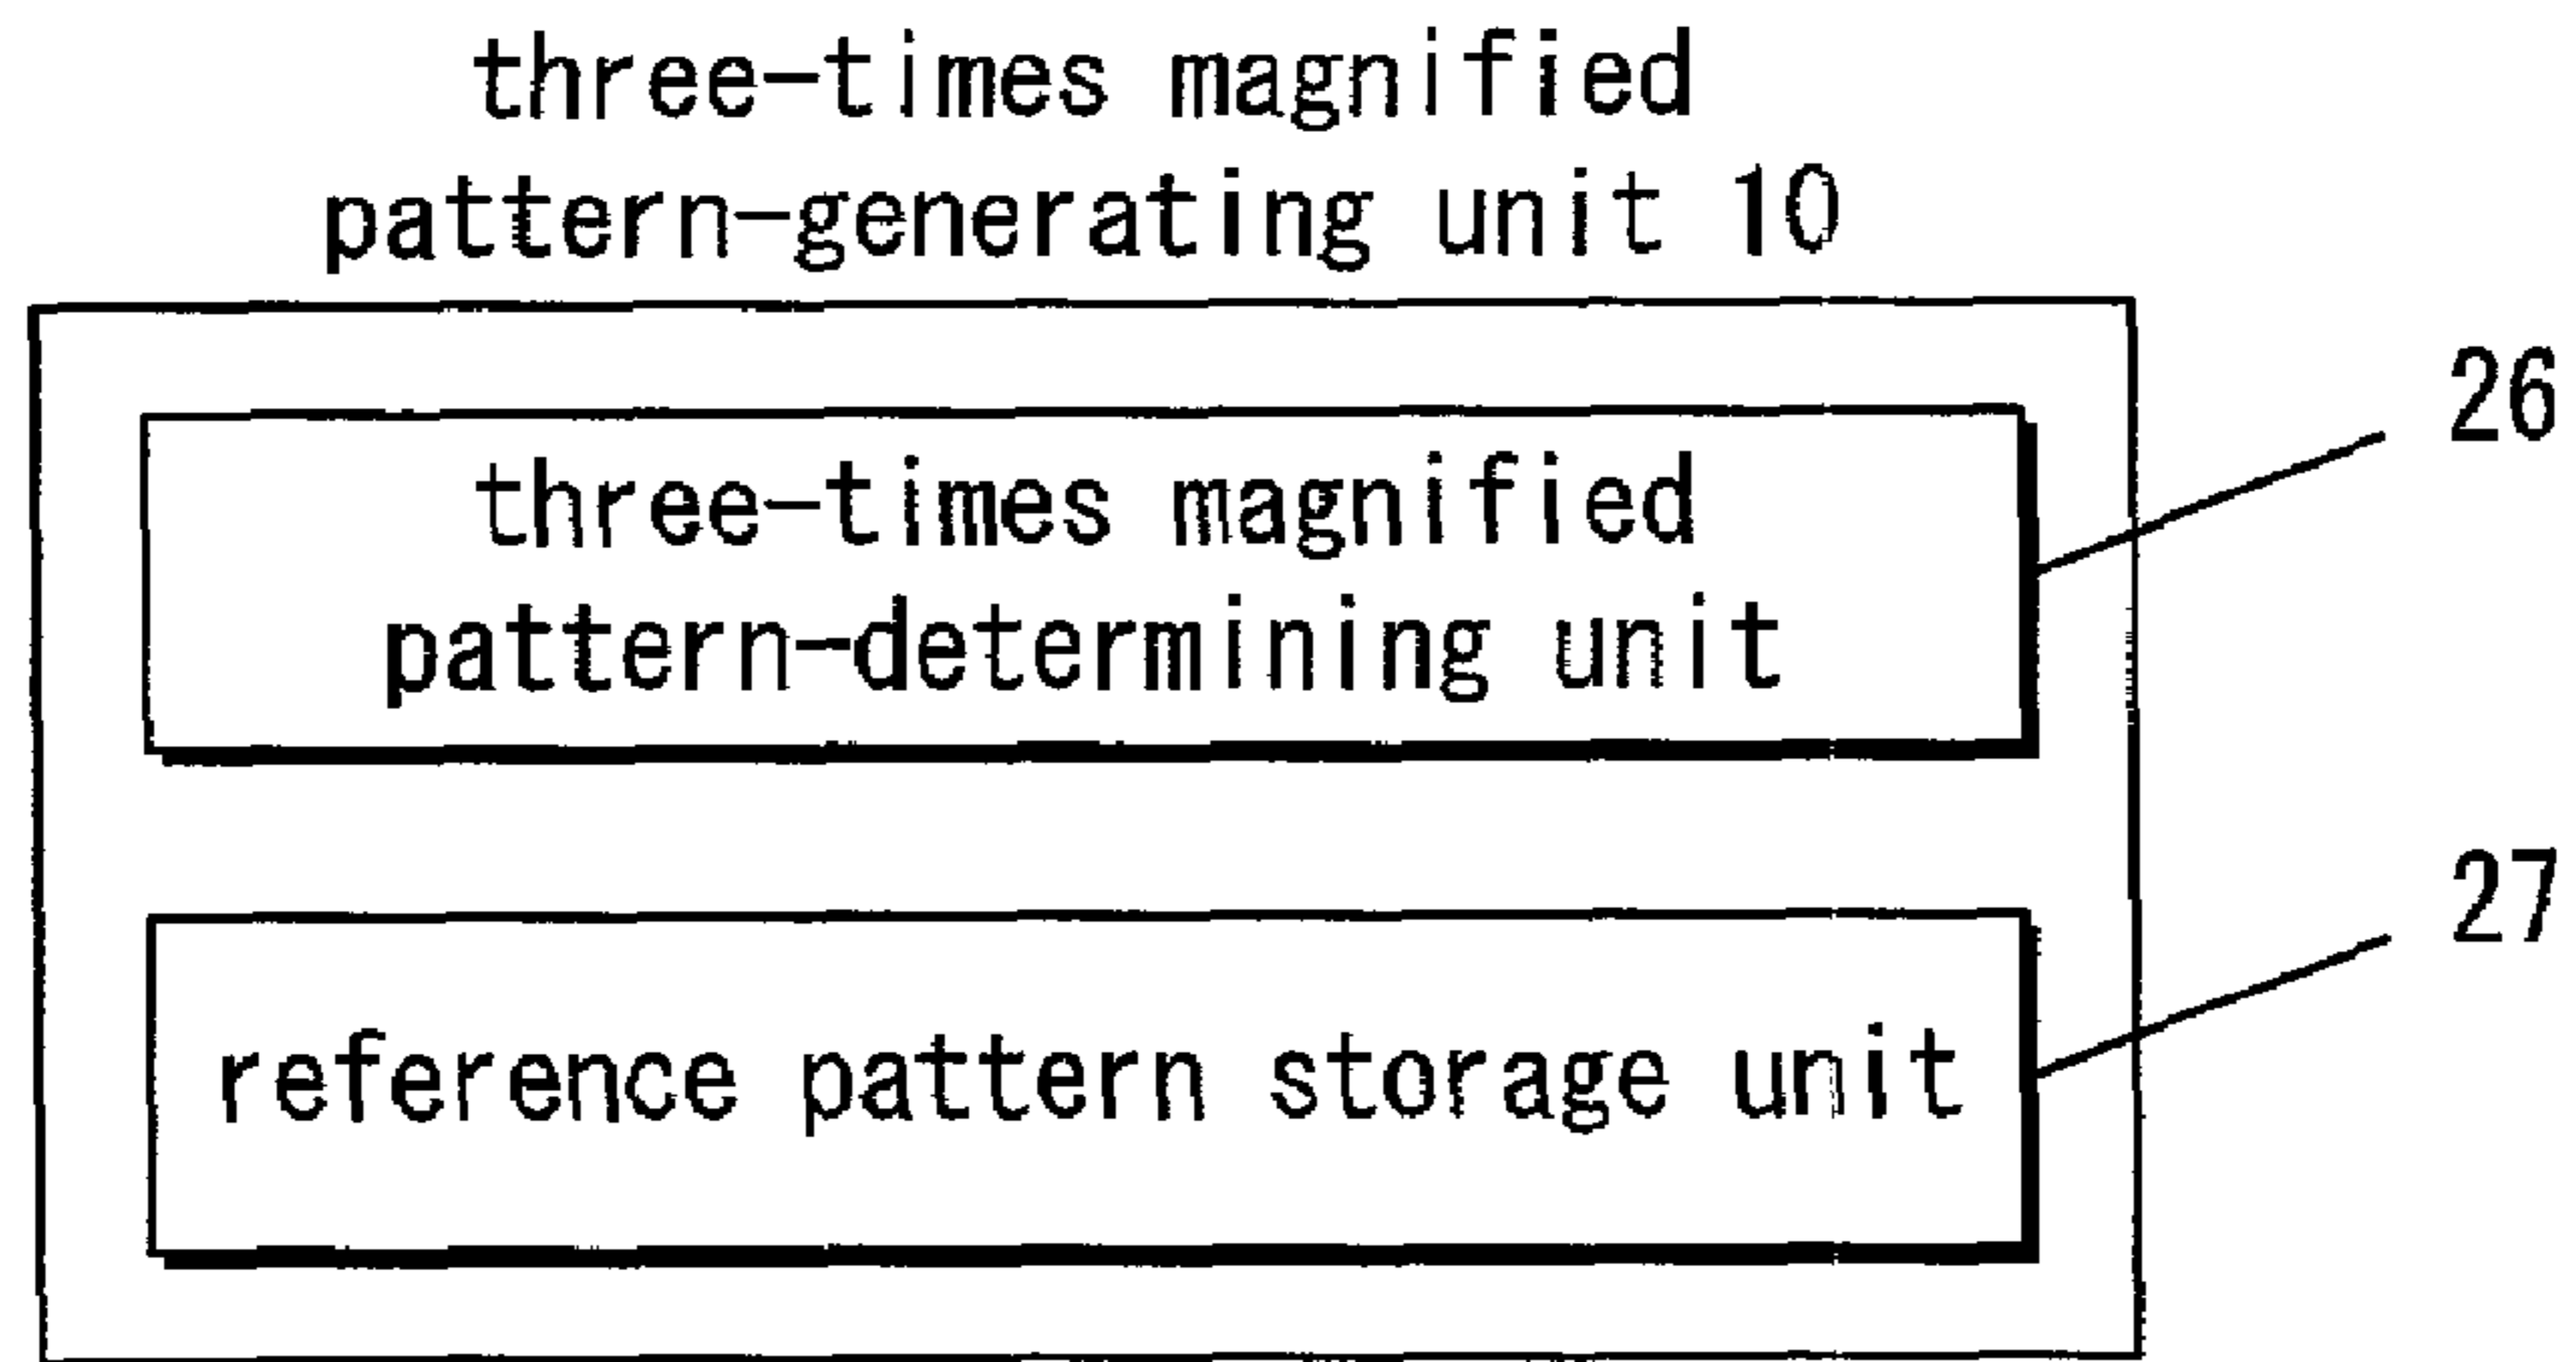 three-times magnified
pattern-generating unit 10
three-times magnified
pattern-determining unit
26
reference pattern storage unit
27